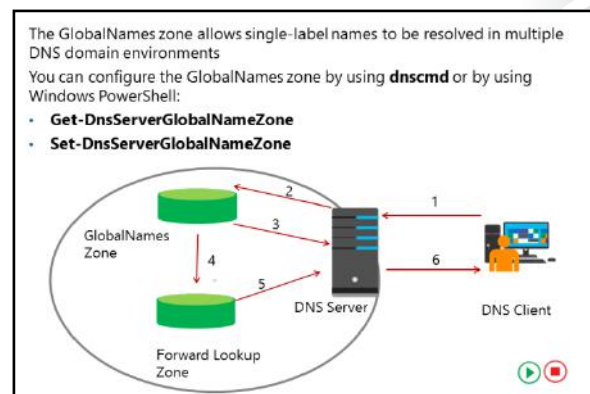 The GlobalNames zone allows single-label names to be resolved in multiple
DNS domain environments
You can configure the GlobalNames zone by using dnscmd or by using
Windows PowerShell:
• Get-DnsServerGlobalNameZone
• Set-DnsServerGlobalNameZone
2
1
3
GlobalNames
Zone
4
5
6
DNS Server
DNS Client
Forward Lookup
Zone